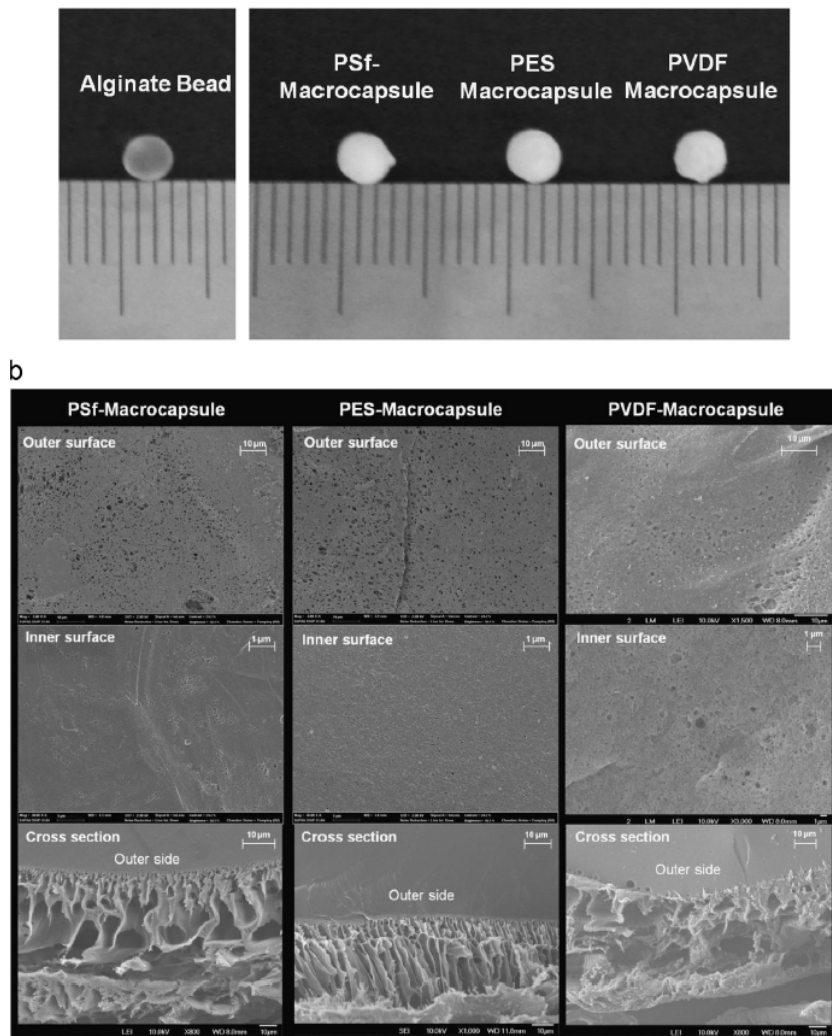 Alginate Bead
PSf-
Macrocapsule
PES
Macrocapsule
PVDF
Macrocapsule
b
PSf-Macrocapsule
PES-Macrocapsule
PVDF-Macrocapsule
Outer surface
10 μm
Outer surface
10 μm
Outer surface
10 μm
2 LM LEI 10.0kV X1,500 WD 8.0mm 10μm
Inner surface
1 μm
Inner surface
1 μm
Inner surface
1 μm
2 LM LEI 10.0kV X3,000 WD 8.0mm 1μm
Cross section
10 μm
Outer side
LEI 10.0kV X800 WD 8.0mm 10μm
10 μm
Outer side
SEI 10.0kV X1,000 WD 11.8mm 10μm
Cross section
10 μm
Outer side
LEI 10.0kV X800 WD 8.0mm 10μm